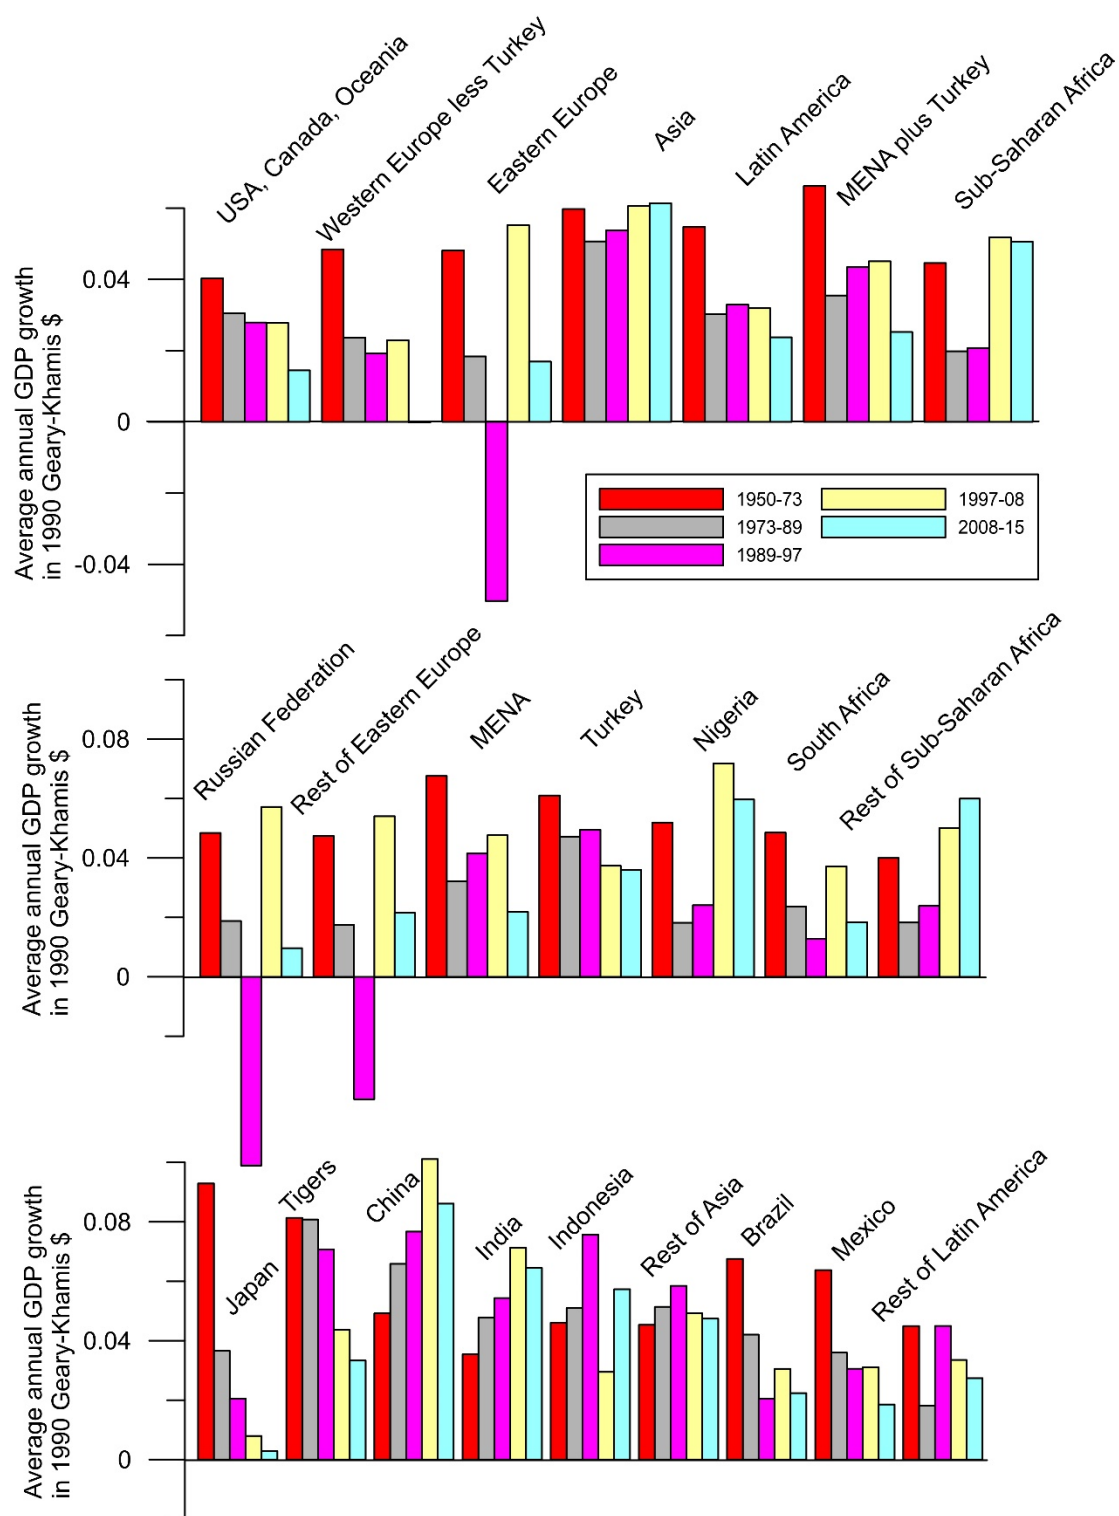 USA, Canada, Oceania
Western Europe less Turkey
Eastern Europe
Asia
Latin America
MENA plus Turkey
Sub-Saharan Africa
Average annual GDP growth
in 1990 Geary-Khamis $
0.04
0
-0.04
1950-73
1997-08
1973-89
2008-15
1989-97
Russian Federation
Rest of Eastern Europe
MENA
Turkey
Nigeria
South Africa
Rest of Sub-Saharan Africa
Average annual GDP growth
in 1990 Geary-Khamis $
0.08
0.04
0
Japan
Tigers
China
India
Indonesia
Rest of Asia
Brazil
Mexico
Rest of Latin America
Average annual GDP growth
in 1990 Geary-Khamis $
0.08
0.04
0